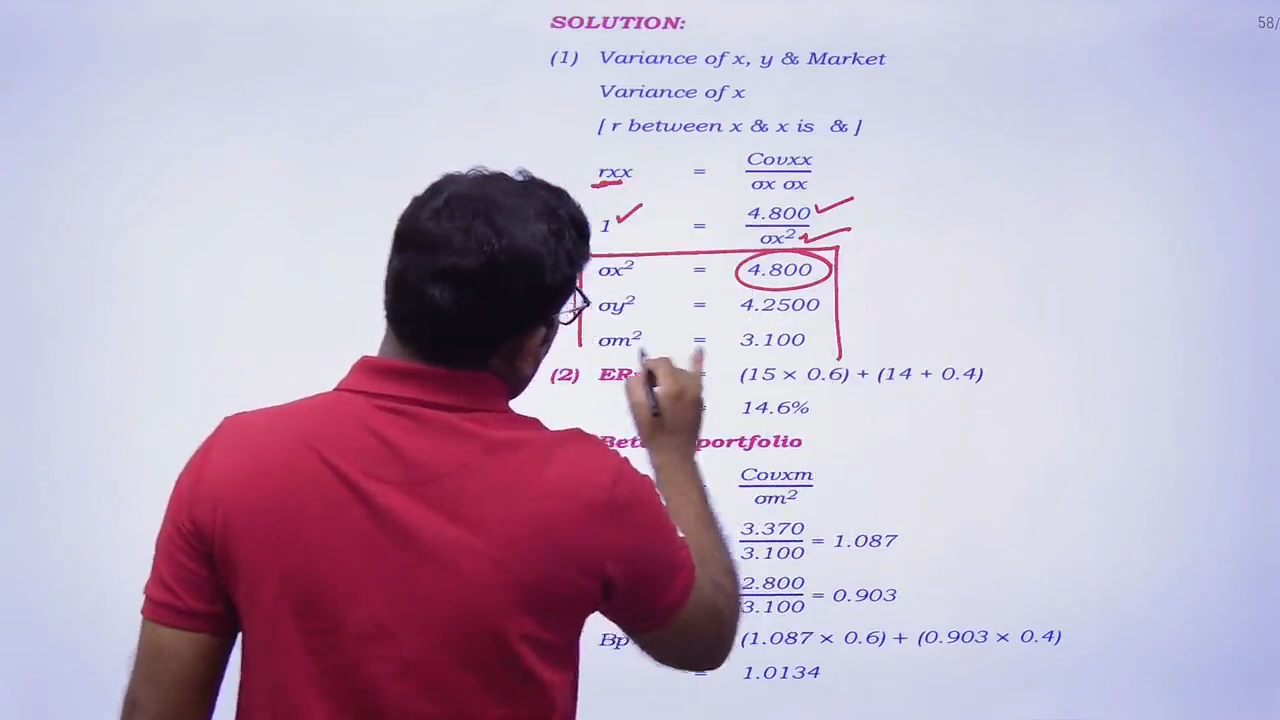 58/
SOLUTION:
(1) Variance of x, y & Market
Variance of x
[ r between x & x is & ]
rxx = Covxx / σx σx
1 = 4.800 / σx²
σx² = 4.800
σy² = 4.2500
σm² = 3.100
(2) (15 × 0.6) + (14 + 0.4)
14.6%
portfolio
Covxm / σm²
3.370 / 3.100 = 1.087
2.800 / 3.100 = 0.903
Bp (1.087 × 0.6) + (0.903 × 0.4)
= 1.0134